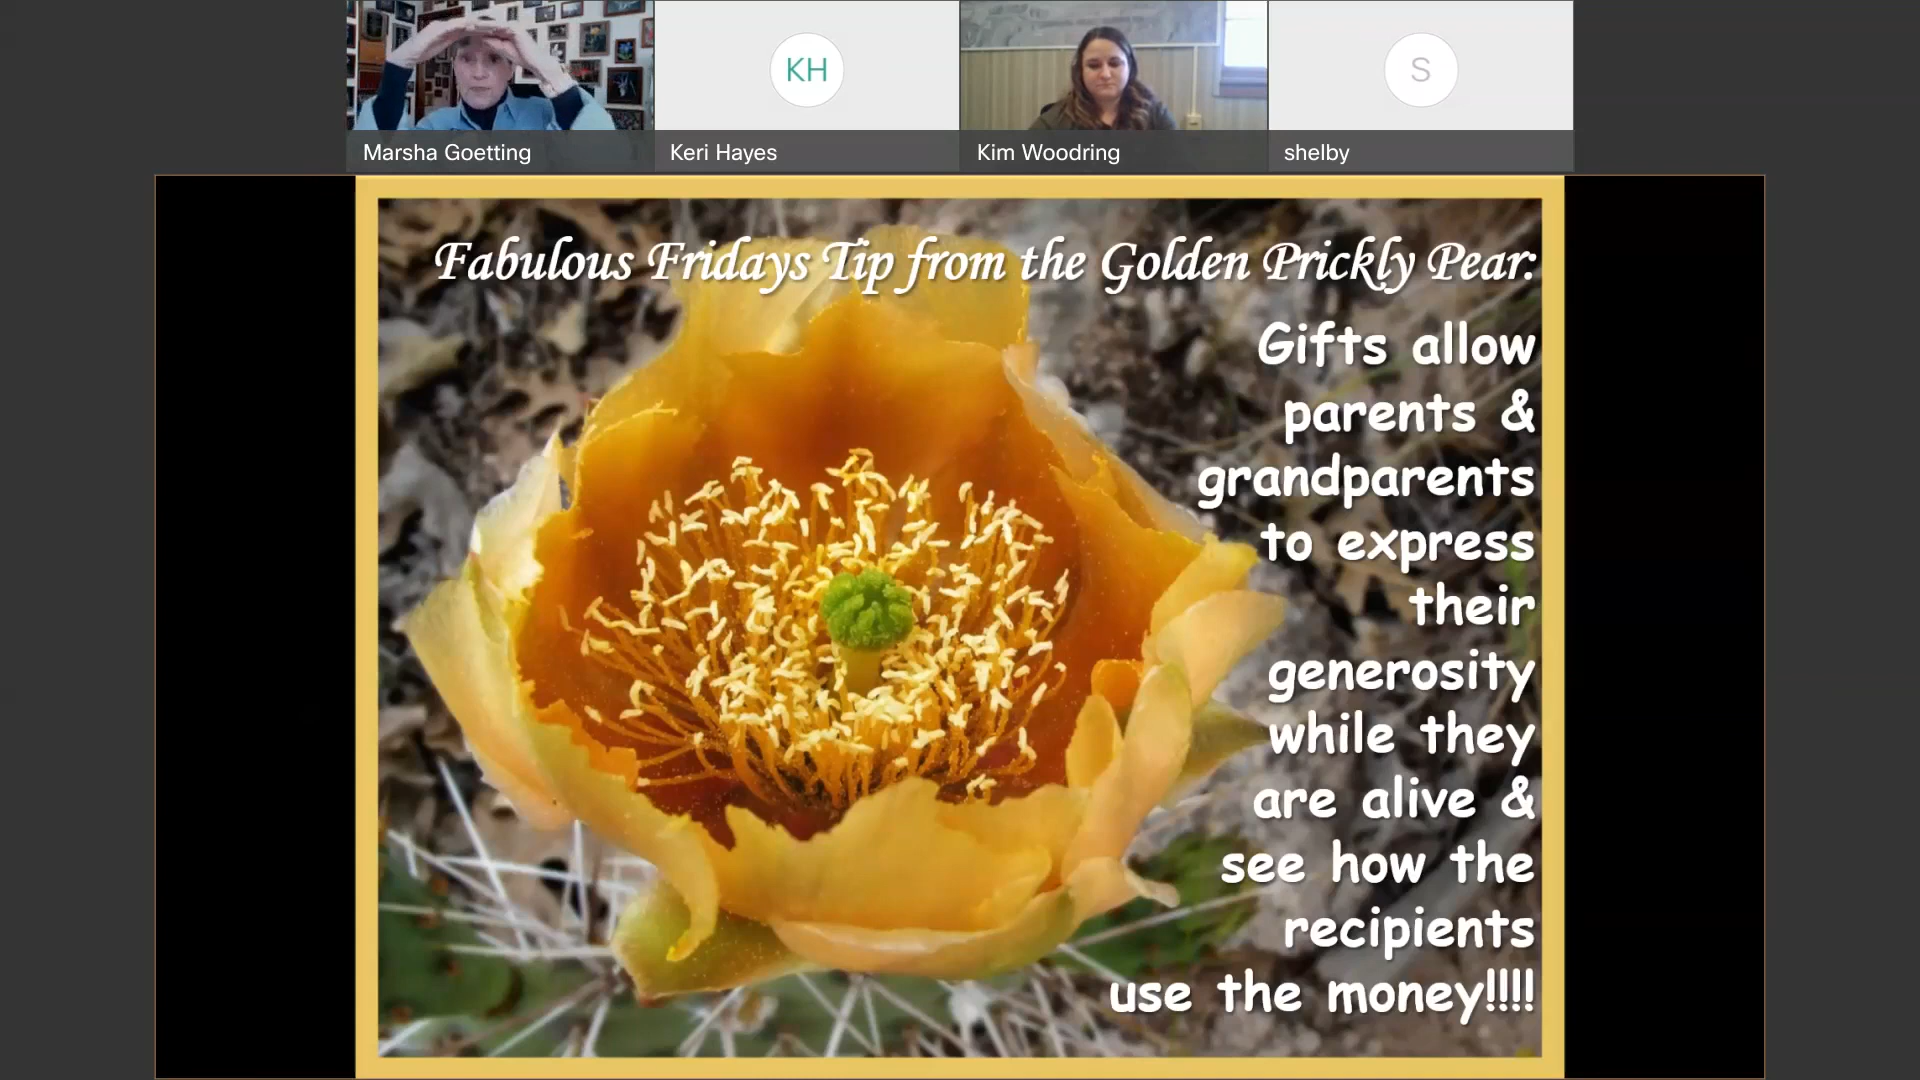 KH
S
Marsha Goetting
Keri Hayes
Kim Woodring
shelby
Fabulous Fridays Tip from the Golden Prickly Pear:
Gifts allow
parents &
grandparents
to express
their
generosity
while they
are alive &
see how the
recipients
use the money!!!!